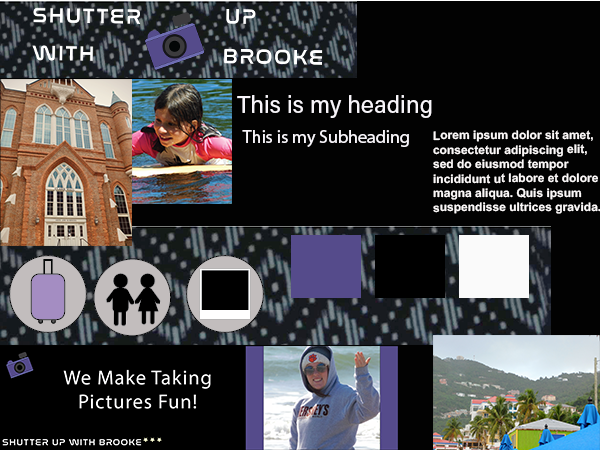 SHUTTER UP
WITH BROOKE
This is my heading
This is my Subheading
Lorem ipsum dolor sit amet,
consectetur adipiscing elit,
sed do eiusmod tempor
incididunt ut labore et dolore
magna aliqua. Quis ipsum
suspendisse ultrices gravida.
We Make Taking
Pictures Fun!
SHUTTER UP WITH BROOKE***